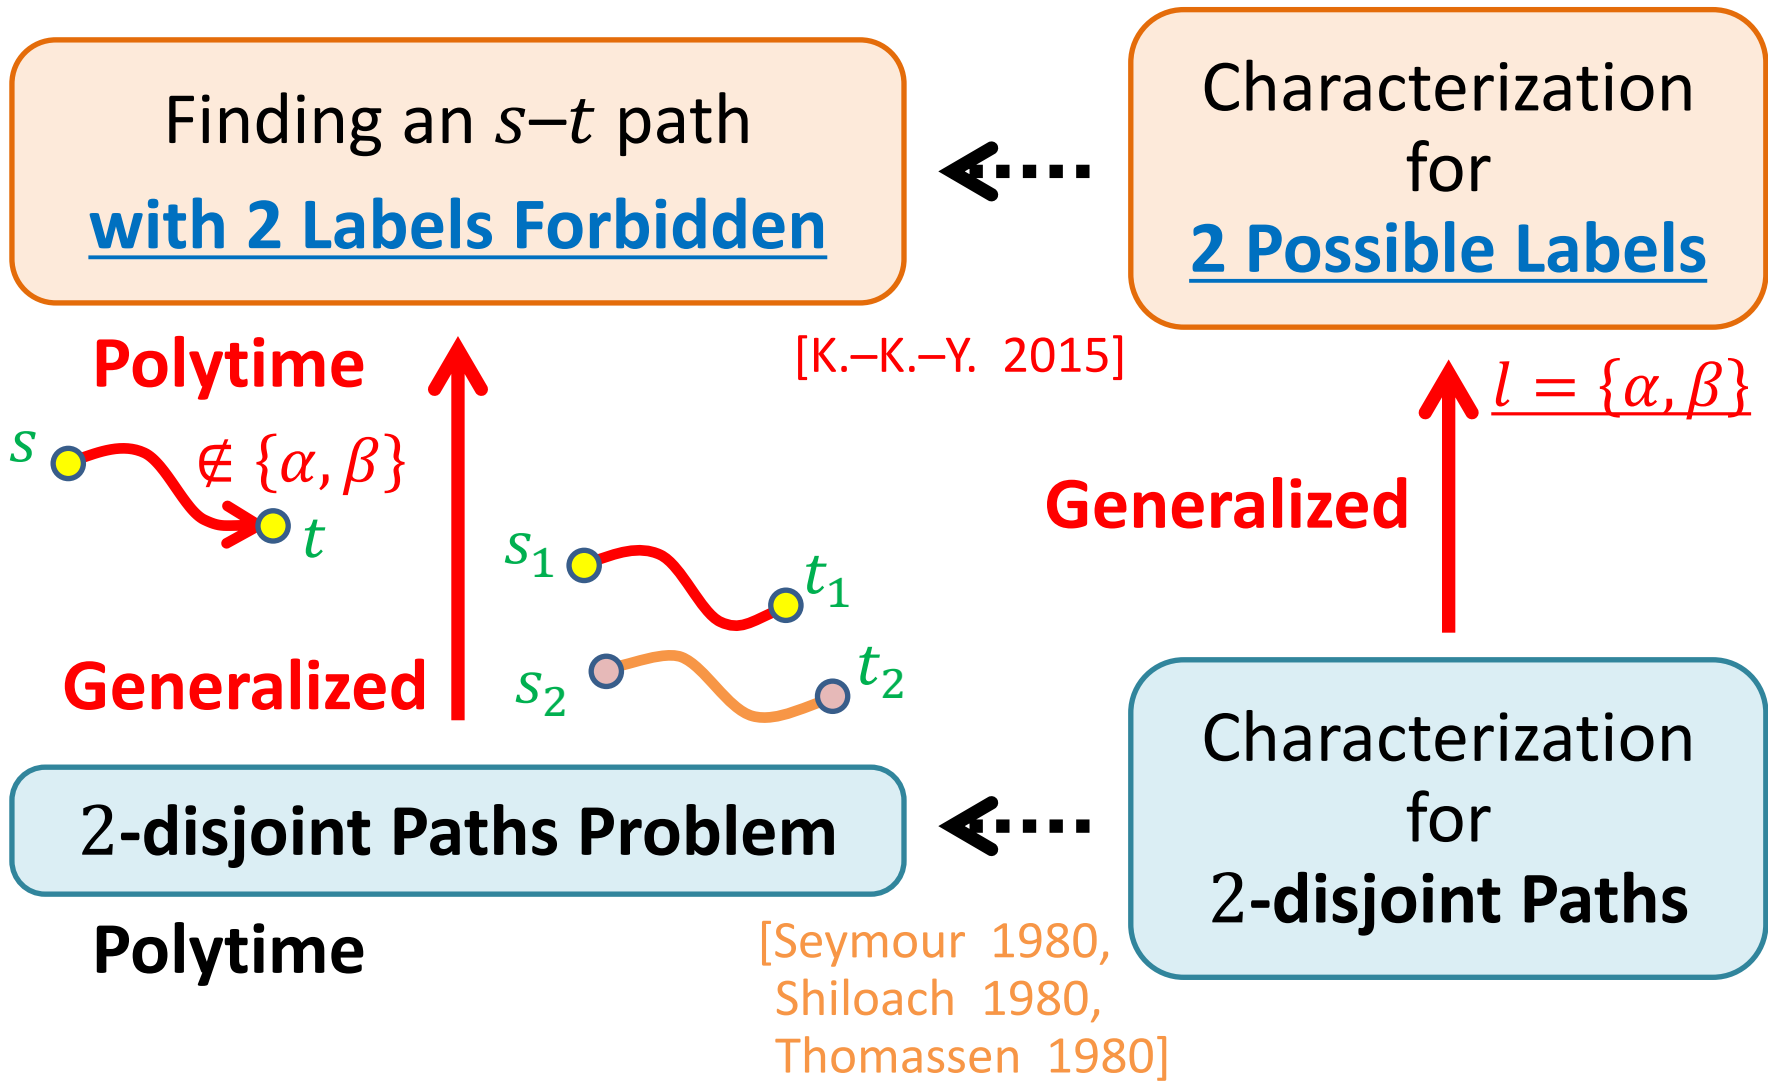 Finding an s–t path
with 2 Labels Forbidden
Characterization
for
2 Possible Labels
Polytime
[K.–K.–Y. 2015]
l = {α, β}
s
∉ {α, β}
t
Generalized
s₁
t₁
s₂
t₂
Generalized
2-disjoint Paths Problem
Characterization
for
2-disjoint Paths
Polytime
[Seymour 1980,
Shiloach 1980,
Thomassen 1980]